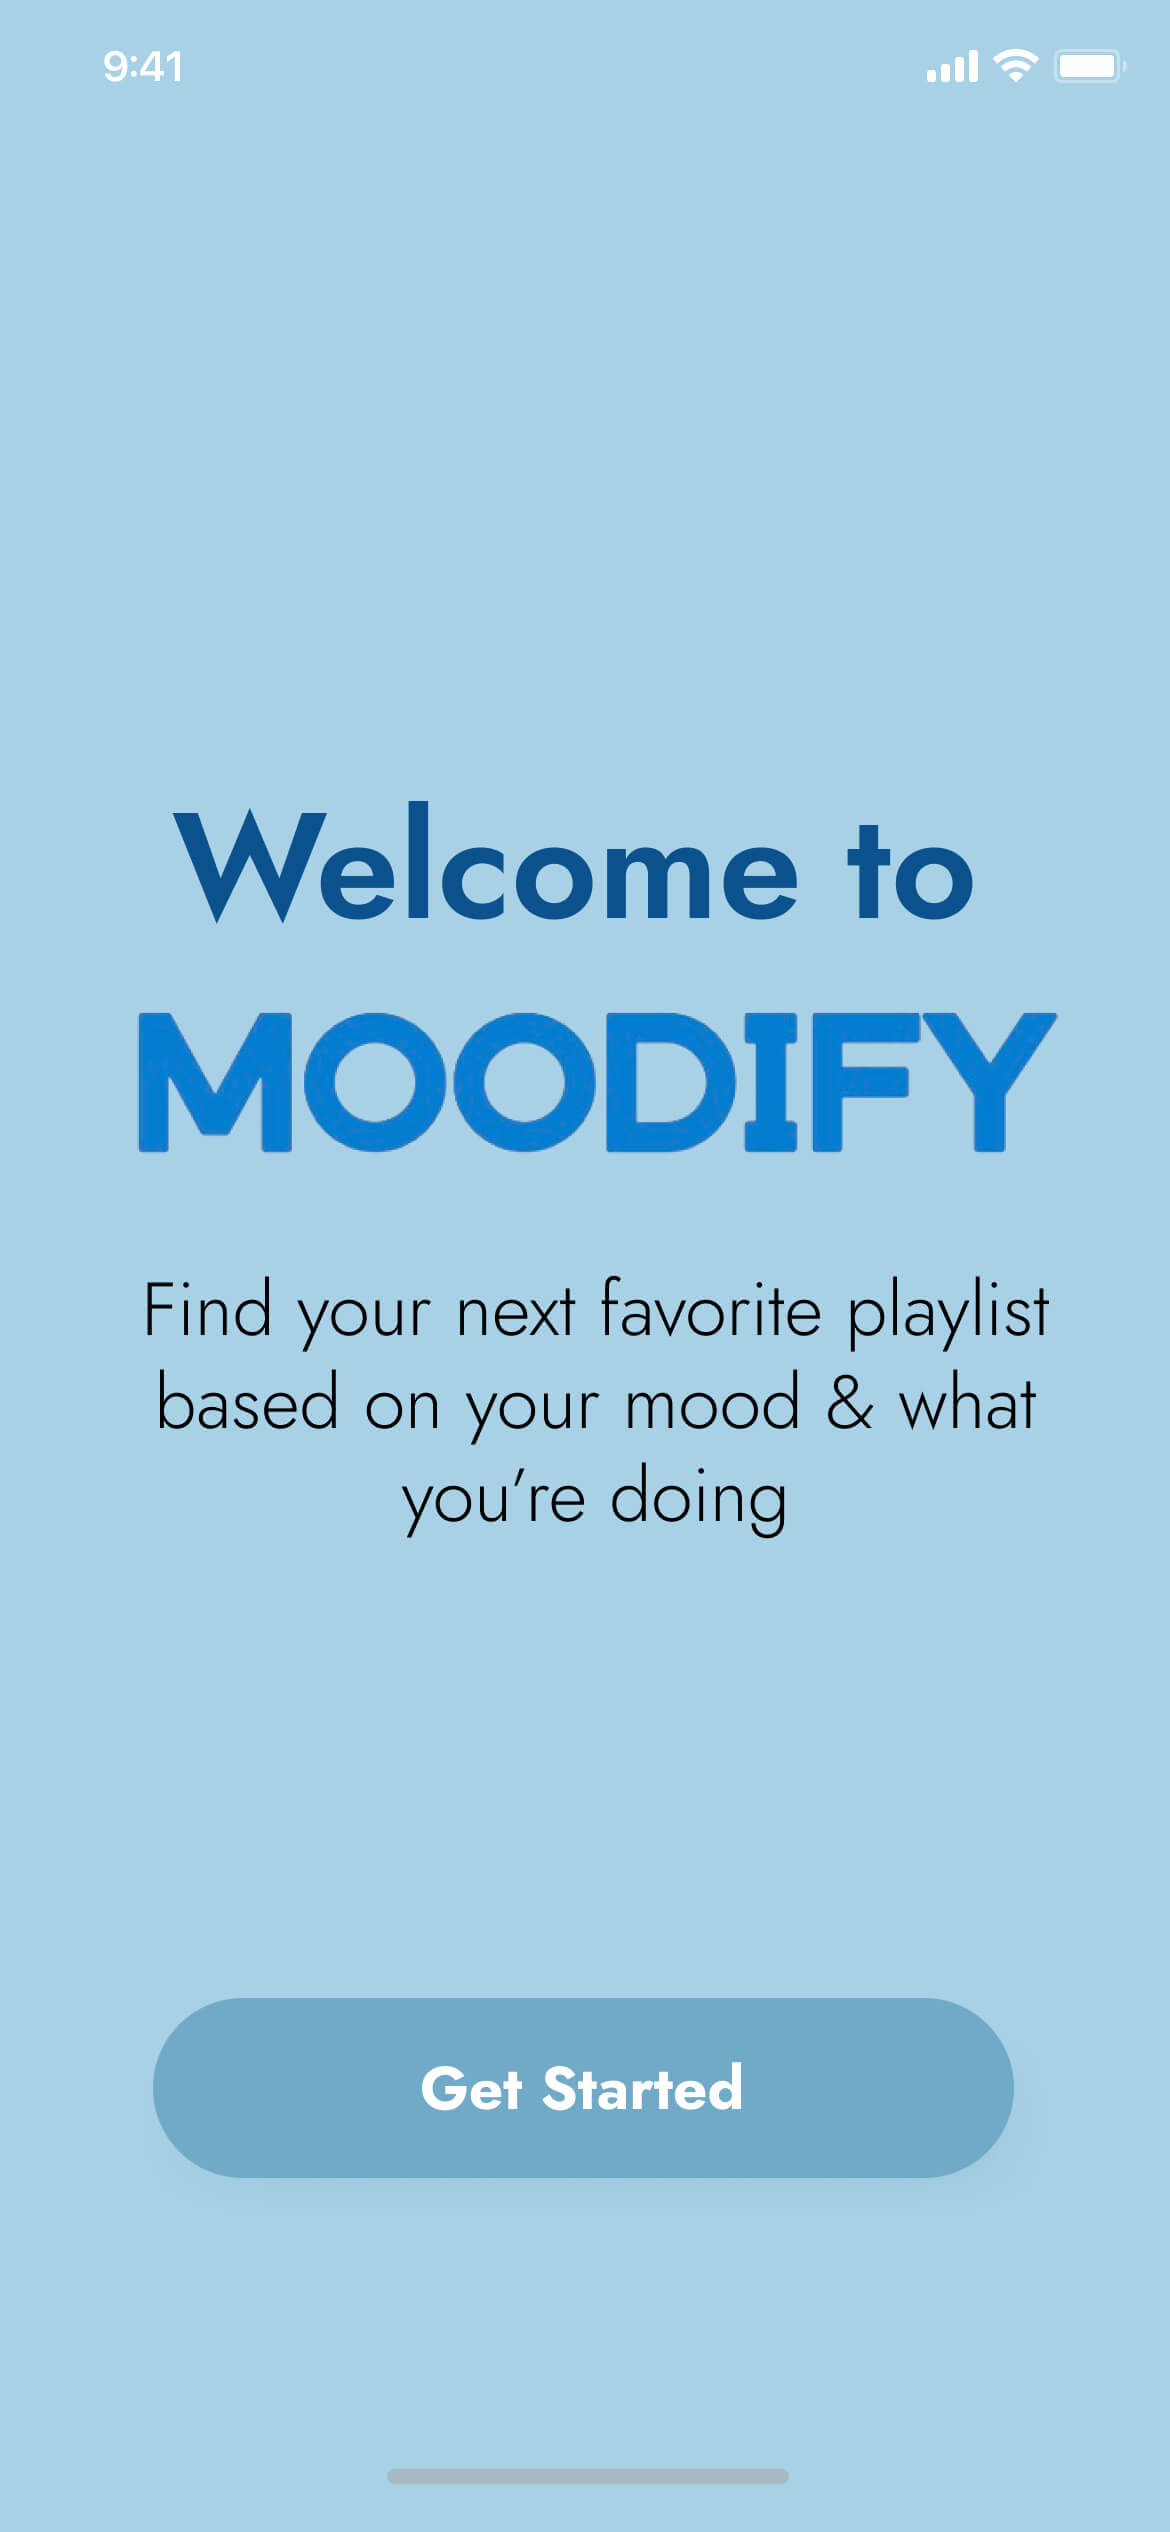 9:41
Welcome to
MOODIFY
Find your next favorite playlist
based on your mood & what
you’re doing
Get Started